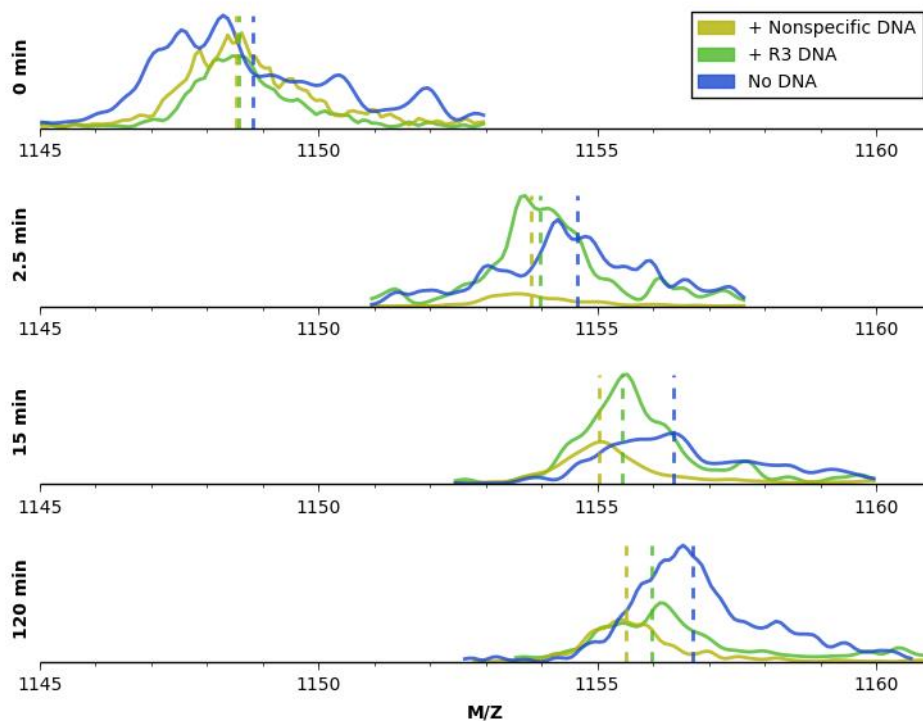 + Nonspecific DNA
+ R3 DNA
No DNA
0 min
1145 1150 1155 1160
2.5 min
1145 1150 1155 1160
15 min
1145 1150 1155 1160
120 min
1145 1150 1155 1160
M/Z